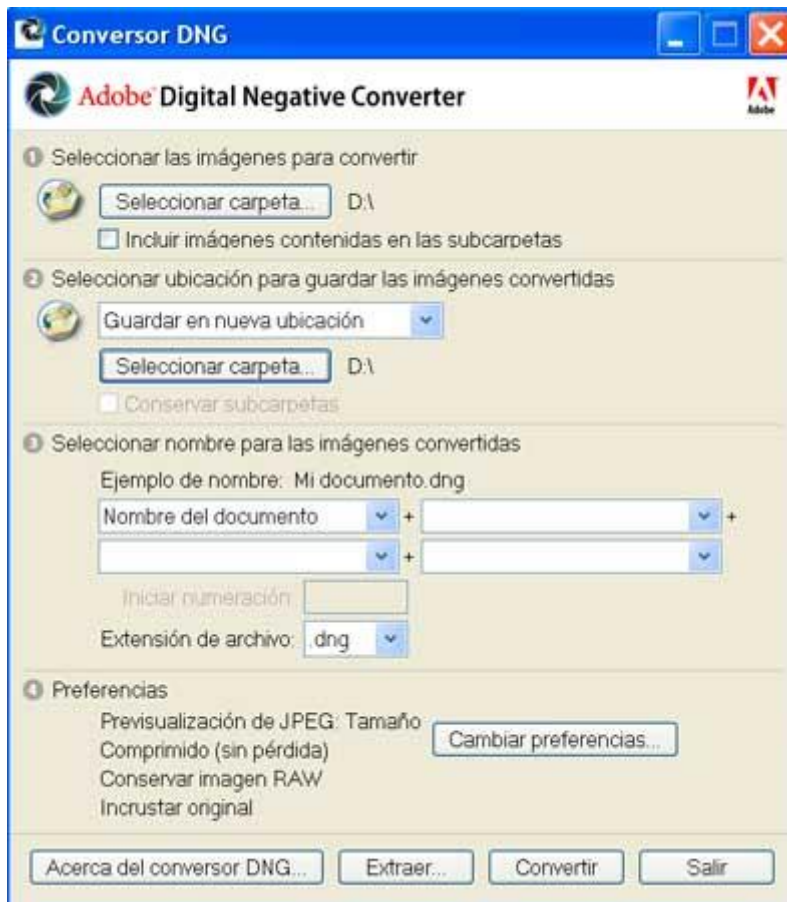 Conversor DNG
Adobe Digital Negative Converter
Adobe
1 Seleccionar las imágenes para convertir
Seleccionar carpeta... D:\
Incluir imágenes contenidas en las subcarpetas
2 Seleccionar ubicación para guardar las imágenes convertidas
Guardar en nueva ubicación
Seleccionar carpeta... D:\
Conservar subcarpetas
3 Seleccionar nombre para las imágenes convertidas
Ejemplo de nombre: Mi documento.dng
Nombre del documento + +
+
Iniciar numeración:
Extensión de archivo: .dng
4 Preferencias
Previsualización de JPEG: Tamaño
Comprimido (sin pérdida)
Conservar imagen RAW
Incrustar original
Cambiar preferencias...
Acerca del conversor DNG... Extraer... Convertir Salir